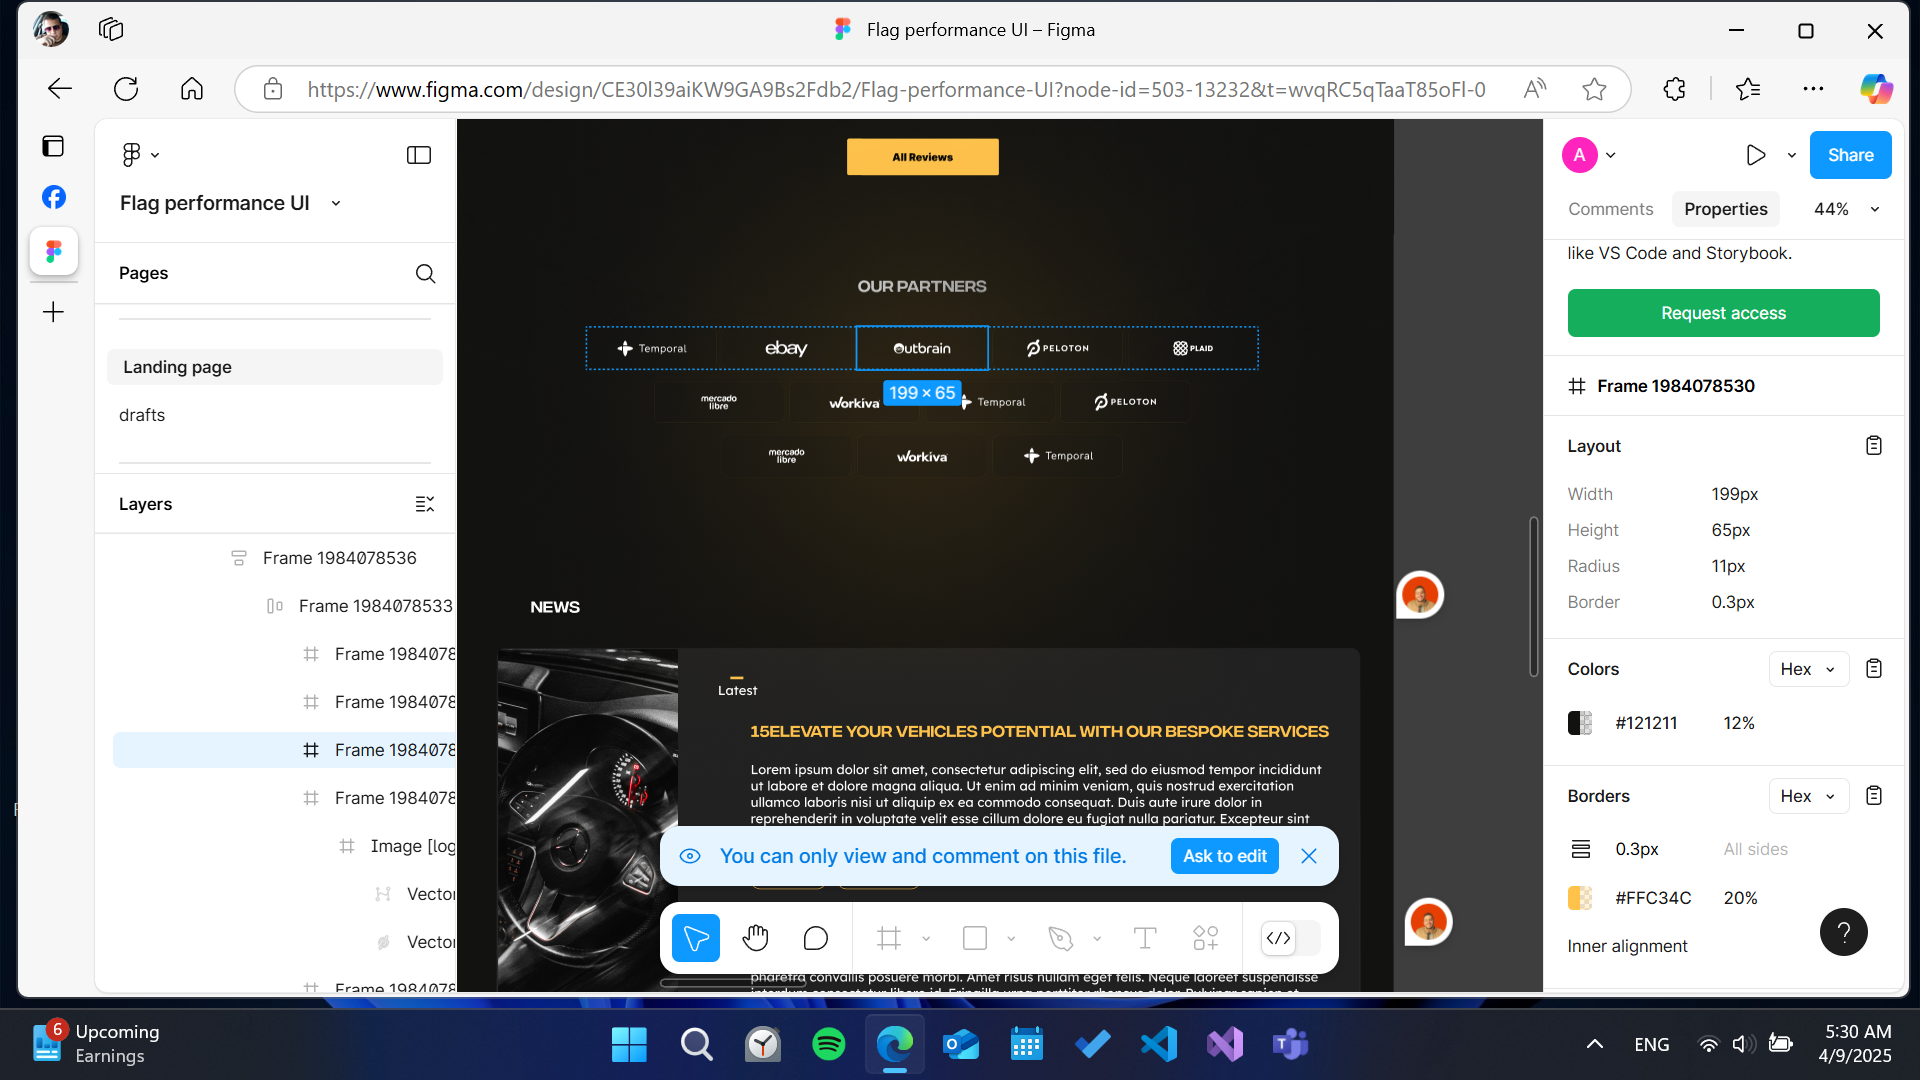 Flag performance UI – Figma
https://www.figma.com/design/CE30l39aiKW9GA9Bs2Fdb2/Flag-performance-UI?node-id=503-13232&t=wvqRC5qTaaT85oFl-0
Flag performance UI
Pages
Landing page
drafts
Layers
Frame 1984078536
Frame 1984078533
Frame 1984078
Frame 1984078
Frame 1984078
Frame 1984078
Image [log
Vector
Vector
Frame 1984078
All Reviews
OUR PARTNERS
Temporal
ebay
Outbrain
PELOTON
PLAID
mercado
libre
workiva
199 × 65
Temporal
PELOTON
mercado
libre
workiva
Temporal
NEWS
Latest
15ELEVATE YOUR VEHICLES POTENTIAL WITH OUR BESPOKE SERVICES
Lorem ipsum dolor sit amet, consectetur adipiscing elit, sed do eiusmod tempor incididunt
ut labore et dolore magna aliqua. Ut enim ad minim veniam, quis nostrud exercitation
ullamco laboris nisi ut aliquip ex ea commodo consequat. Duis aute irure dolor in
reprehenderit in voluptate velit esse cillum dolore eu fugiat nulla pariatur. Excepteur sint
You can only view and comment on this file.
Ask to edit
pharetra convallis posuere morbi. Amet risus nullam eget felis. Neque laoreet suspendisse
A
Share
Comments
Properties
44%
like VS Code and Storybook.
Request access
Frame 1984078530
Layout
Width 199px
Height 65px
Radius 11px
Border 0.3px
Colors
Hex
#121211 12%
Borders
Hex
0.3px All sides
#FFC34C 20%
Inner alignment
?
6
Upcoming
Earnings
ENG
5:30 AM
4/9/2025